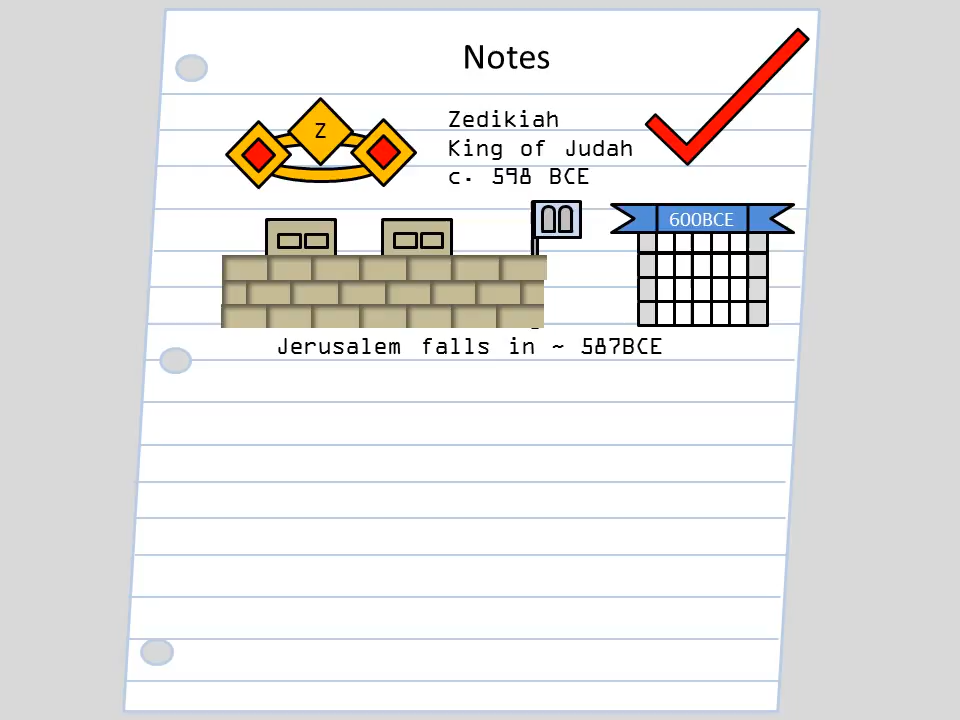 Notes
Z
Zedikiah
King of Judah
c. 598 BCE
600BCE
Jerusalem falls in ~ 587BCE